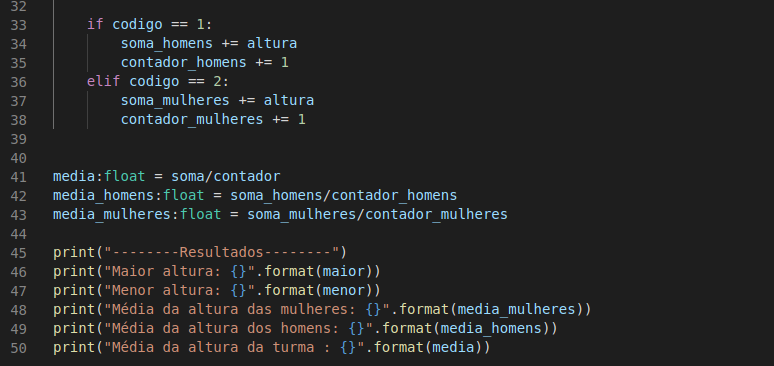 32
33 if codigo == 1:
34 soma_homens += altura
35 contador_homens += 1
36 elif codigo == 2:
37 soma_mulheres += altura
38 contador_mulheres += 1
39
40
41 media:float = soma/contador
42 media_homens:float = soma_homens/contador_homens
43 media_mulheres:float = soma_mulheres/contador_mulheres
44
45 print("--------Resultados--------")
46 print("Maior altura: {}".format(maior))
47 print("Menor altura: {}".format(menor))
48 print("Média da altura das mulheres: {}".format(media_mulheres))
49 print("Média da altura dos homens: {}".format(media_homens))
50 print("Média da altura da turma : {}".format(media))